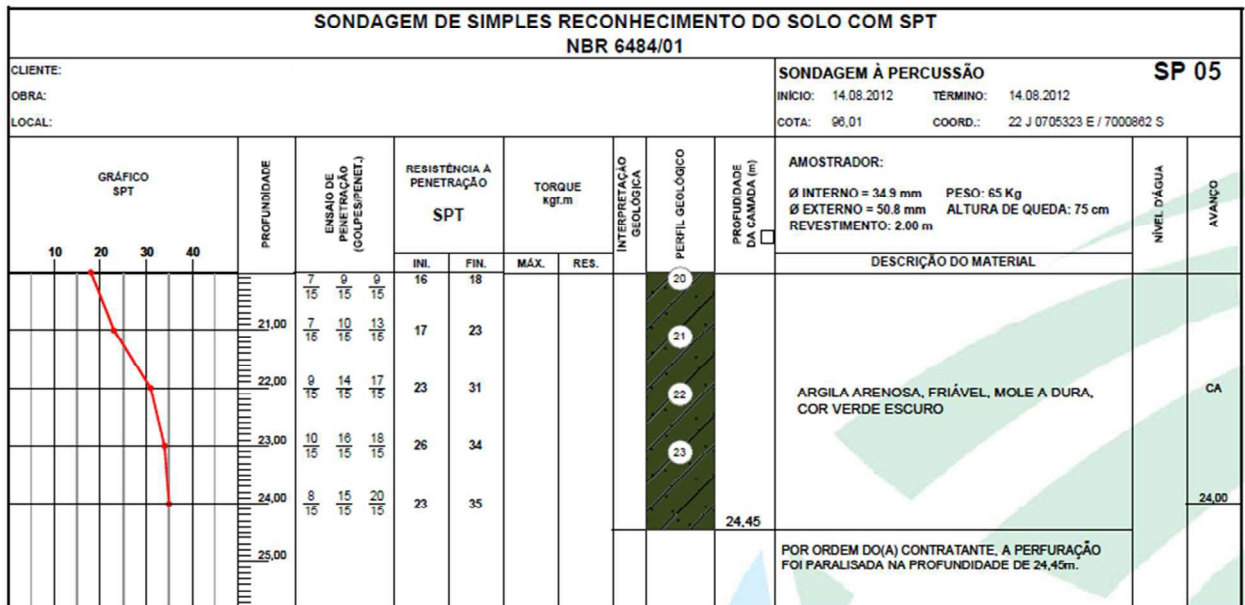 SONDAGEM DE SIMPLES RECONHECIMENTO DO SOLO COM SPT
NBR 6484/01
CLIENTE:
OBRA:
LOCAL:
SONDAGEM À PERCUSSÃO SP 05
INÍCIO: 14.08.2012 TÉRMINO: 14.08.2012
COTA: 96,01 COORD.: 22 J 0705323 E / 7000862 S
GRÁFICO
SPT
10 20 30 40
PROFUNDIDADE
ENSAIO DE
PENETRAÇÃO
(GOLPES/PENET.)
RESISTÊNCIA À
PENETRAÇÃO
SPT
INI. FIN.
TORQUE
kgf.m
MÁX. RES.
INTERPRETAÇÃO
GEOLÓGICA
PERFIL GEOLÓGICO
PROFUDIDADE
DA CAMADA (m)
AMOSTRADOR:
Ø INTERNO = 34.9 mm PESO: 65 Kg
Ø EXTERNO = 50.8 mm ALTURA DE QUEDA: 75 cm
REVESTIMENTO: 2.00 m
DESCRIÇÃO DO MATERIAL
NÍVEL D'ÁGUA
AVANÇO
7/15 9/15 9/15 16 18 20
21,00 7/15 10/15 13/15 17 23 21
22,00 9/15 14/15 17/15 23 31 22
ARGILA ARENOSA, FRIÁVEL, MOLE A DURA,
COR VERDE ESCURO
CA
23,00 10/15 16/15 18/15 26 34 23
24,00 8/15 15/15 20/15 23 35 24,00
24,45
25,00
POR ORDEM DO(A) CONTRATANTE, A PERFURAÇÃO
FOI PARALISADA NA PROFUNDIDADE DE 24,45m.